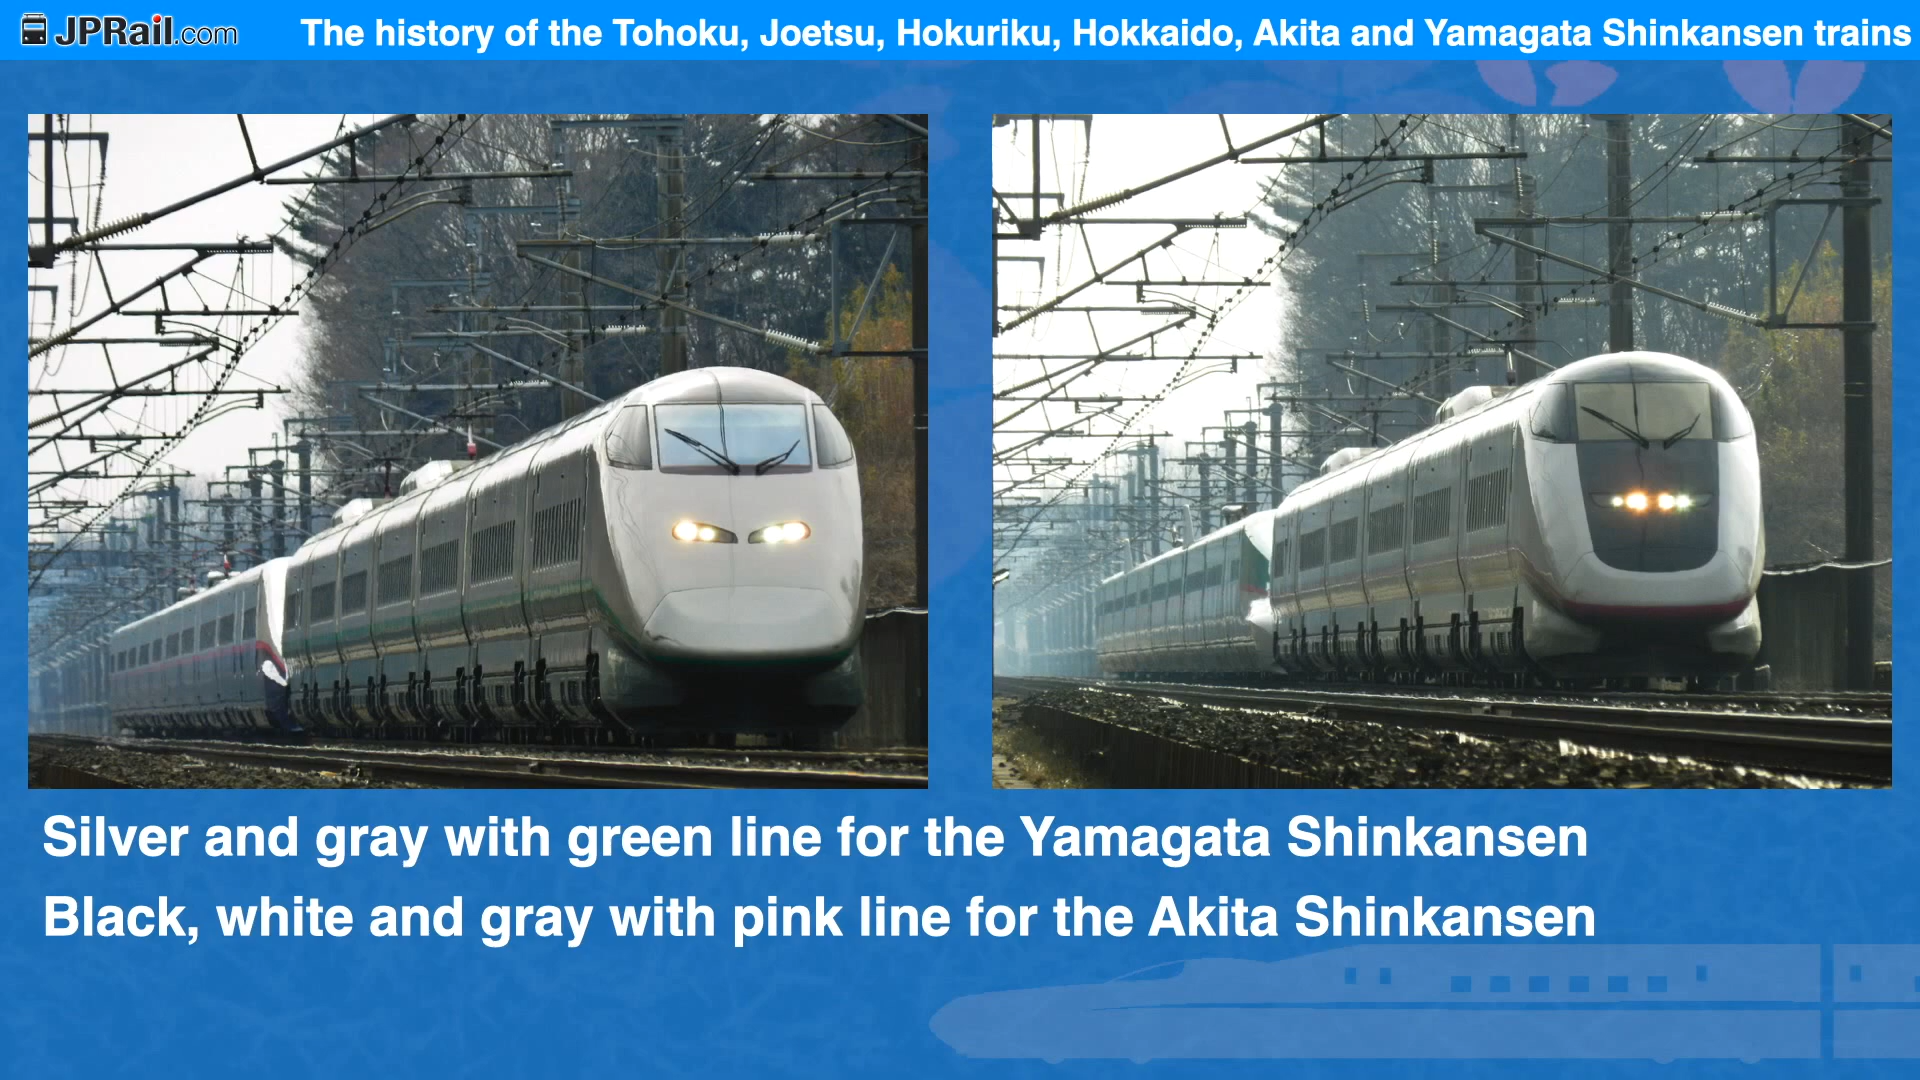 JPRail.com
The history of the Tohoku, Joetsu, Hokuriku, Hokkaido, Akita and Yamagata Shinkansen trains
Silver and gray with green line for the Yamagata Shinkansen
Black, white and gray with pink line for the Akita Shinkansen